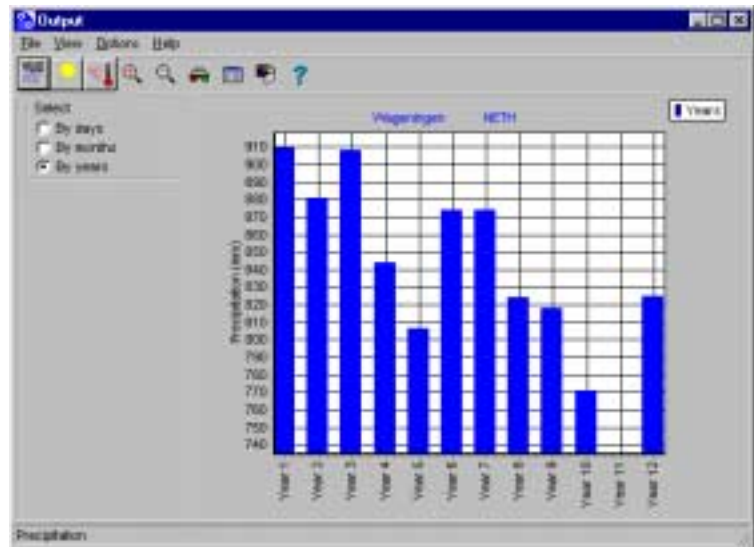 Output
File View Options Help
Select
By days
By months
By years
Wageningen NETH
Years
Precipitation (mm)
910
900
890
880
870
860
850
840
830
820
810
800
790
780
770
760
750
740
Year 1
Year 2
Year 3
Year 4
Year 5
Year 6
Year 7
Year 8
Year 9
Year 10
Year 11
Year 12
Precipitation